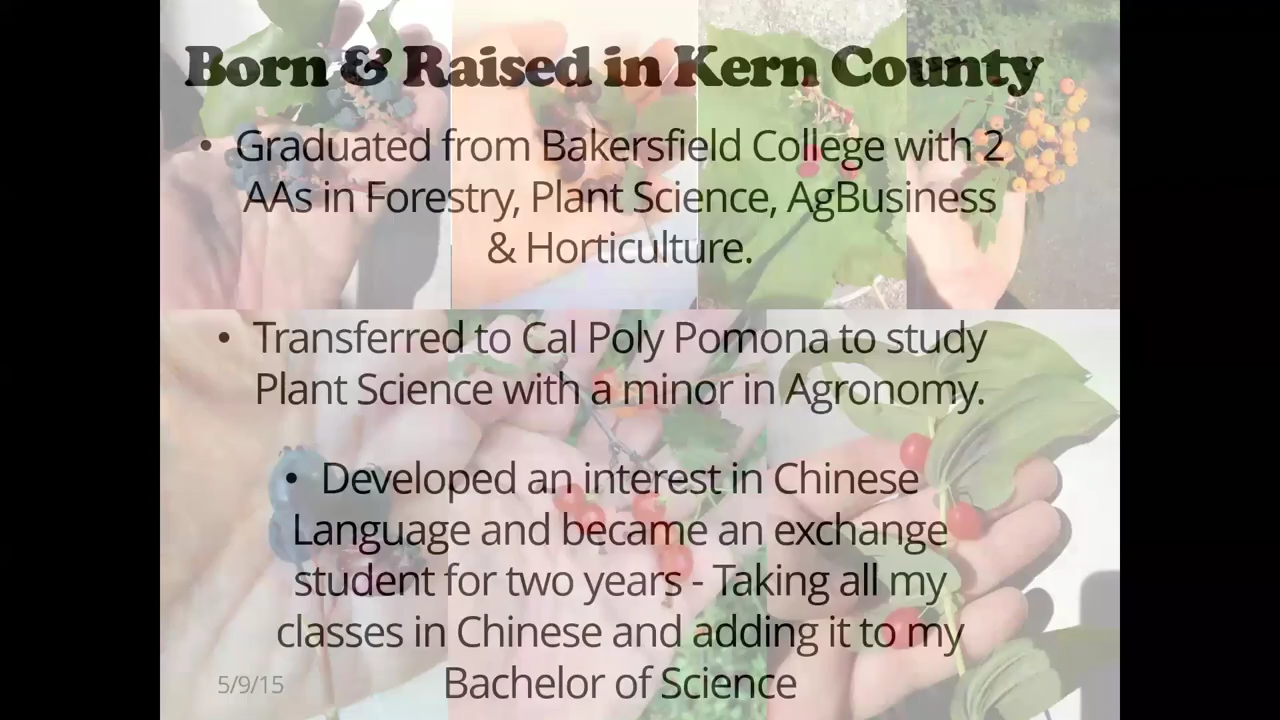 Born & Raised in Kern County
• Graduated from Bakersfield College with 2
AAs in Forestry, Plant Science, AgBusiness
& Horticulture.
• Transferred to Cal Poly Pomona to study
Plant Science with a minor in Agronomy.
• Developed an interest in Chinese
Language and became an exchange
student for two years - Taking all my
classes in Chinese and adding it to my
Bachelor of Science
5/9/15